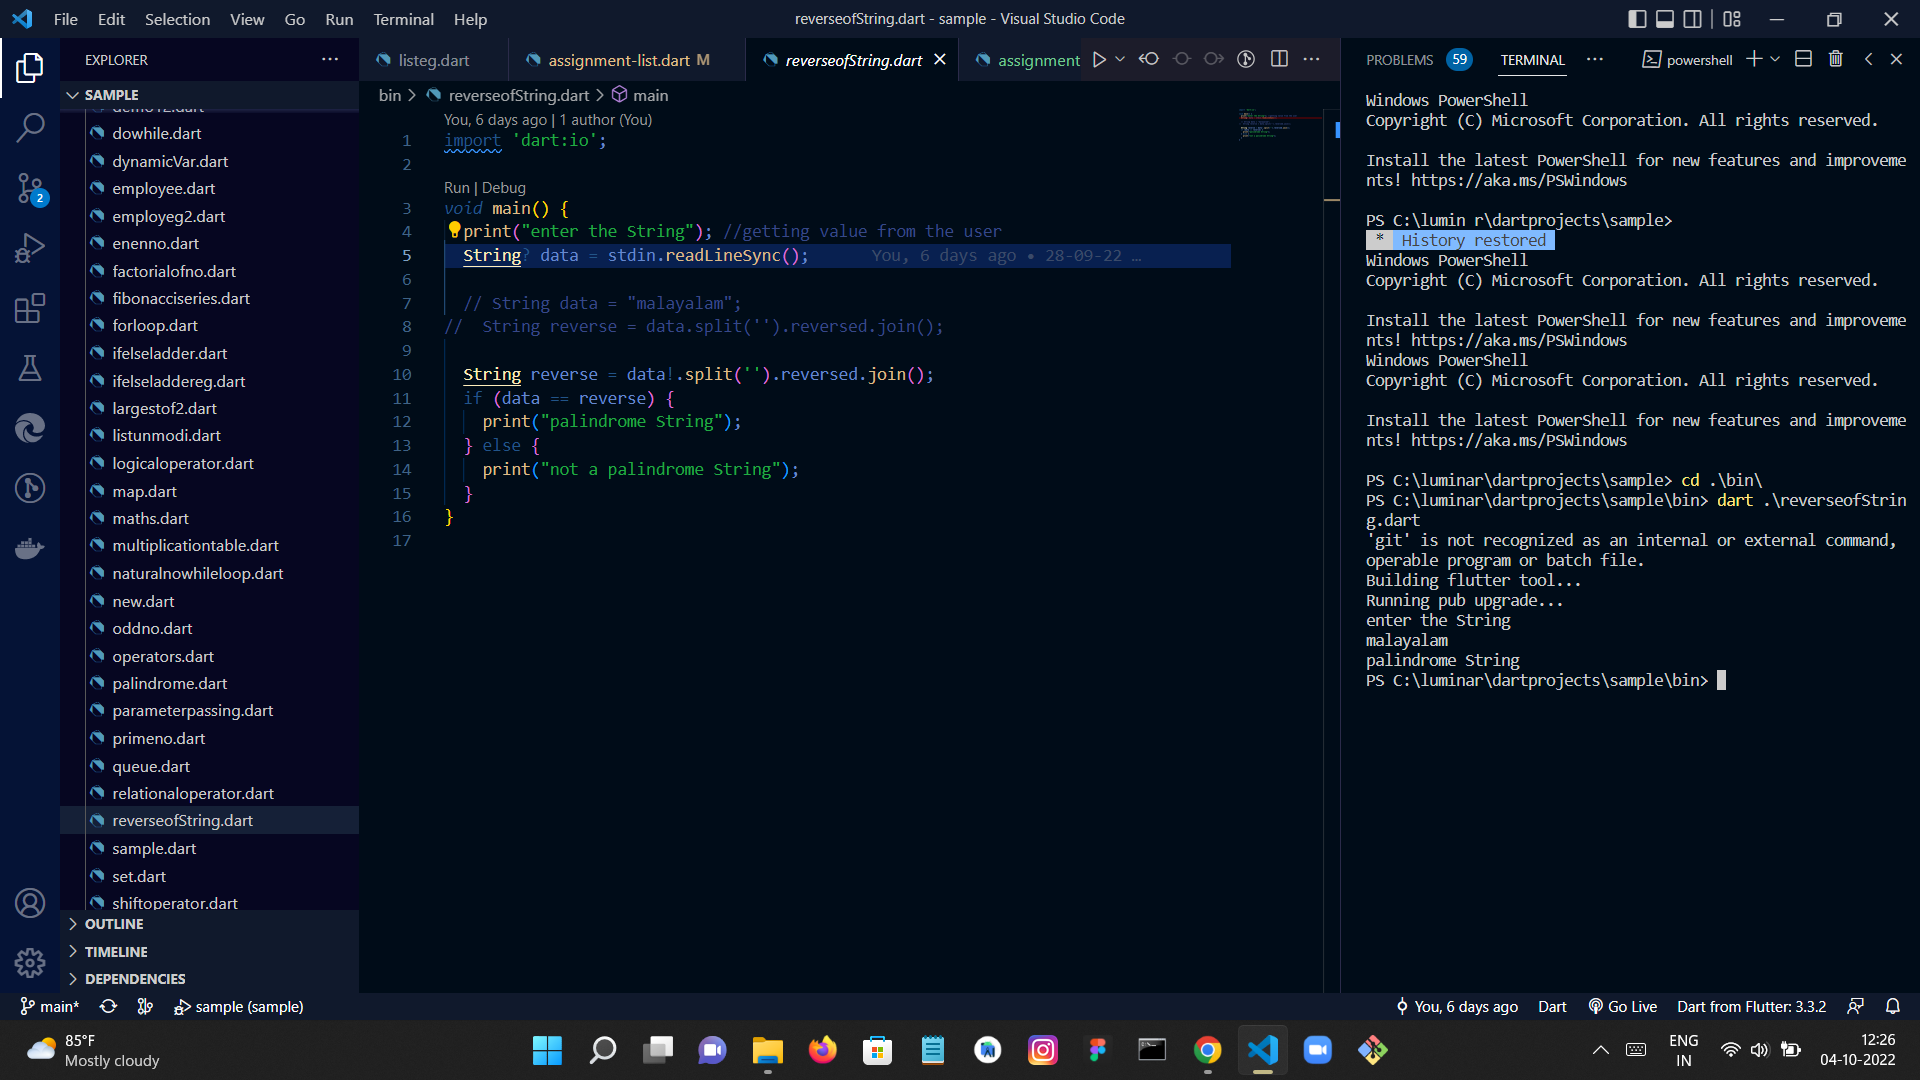 File Edit Selection View Go Run Terminal Help
reverseofString.dart - sample - Visual Studio Code
EXPLORER
SAMPLE
dowhile.dart
dynamicVar.dart
employee.dart
employeg2.dart
enenno.dart
factorialofno.dart
fibonacciseries.dart
forloop.dart
ifelseladder.dart
ifelseladdereg.dart
largestof2.dart
listunmodi.dart
logicaloperator.dart
map.dart
maths.dart
multiplicationtable.dart
naturalnowhileloop.dart
new.dart
oddno.dart
operators.dart
palindrome.dart
parameterpassing.dart
primeno.dart
queue.dart
relationaloperator.dart
reverseofString.dart
sample.dart
set.dart
shiftoperator.dart
OUTLINE
TIMELINE
DEPENDENCIES
2
listeg.dart
assignment-list.dart M
reverseofString.dart
assignment
bin > reverseofString.dart > main
You, 6 days ago | 1 author (You)
1 import 'dart:io';
2
Run | Debug
3 void main() {
4 print("enter the String"); //getting value from the user
5 String? data = stdin.readLineSync(); You, 6 days ago • 28-09-22 …
6
7 // String data = "malayalam";
8 // String reverse = data.split('').reversed.join();
9
10 String reverse = data!.split('').reversed.join();
11 if (data == reverse) {
12 print("palindrome String");
13 } else {
14 print("not a palindrome String");
15 }
16 }
17
PROBLEMS 59 TERMINAL powershell
Windows PowerShell
Copyright (C) Microsoft Corporation. All rights reserved.
Install the latest PowerShell for new features and improveme
nts! https://aka.ms/PSWindows
PS C:\lumin r\dartprojects\sample>
* History restored
Windows PowerShell
Copyright (C) Microsoft Corporation. All rights reserved.
Install the latest PowerShell for new features and improveme
nts! https://aka.ms/PSWindows
Windows PowerShell
Copyright (C) Microsoft Corporation. All rights reserved.
Install the latest PowerShell for new features and improveme
nts! https://aka.ms/PSWindows
PS C:\luminar\dartprojects\sample> cd .\bin\
PS C:\luminar\dartprojects\sample\bin> dart .\reverseofStrin
g.dart
'git' is not recognized as an internal or external command,
operable program or batch file.
Building flutter tool...
Running pub upgrade...
enter the String
malayalam
palindrome String
PS C:\luminar\dartprojects\sample\bin>
main* sample (sample)
You, 6 days ago Dart Go Live Dart from Flutter: 3.3.2
85°F
Mostly cloudy
ENG
IN
12:26
04-10-2022